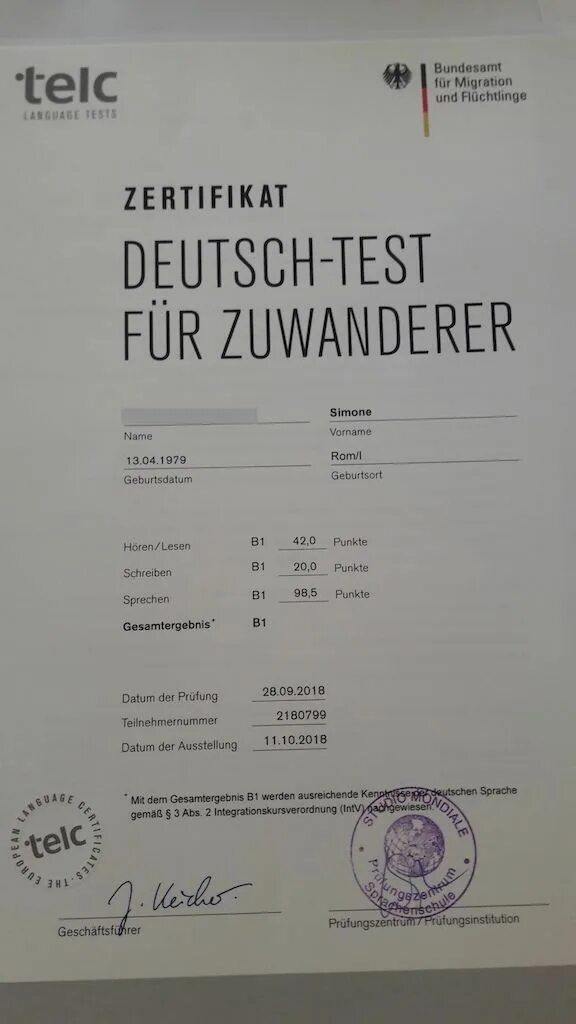 telc
LANGUAGE TESTS
Bundesamt
für Migration
und Flüchtlinge
ZERTIFIKAT
DEUTSCH-TEST
FÜR ZUWANDERER
Simone
Name
Vorname
13.04.1979
Rom/I
Geburtsdatum
Geburtsort
Hören/Lesen B1 42,0 Punkte
Schreiben B1 20,0 Punkte
Sprechen B1 98,5 Punkte
Gesamtergebnis* B1
Datum der Prüfung 28.09.2018
Teilnehmernummer 2180799
Datum der Ausstellung 11.10.2018
* Mit dem Gesamtergebnis B1 werden ausreichende Kenntnisse der deutschen Sprache
gemäß § 3 Abs. 2 Integrationskursverordnung (IntV) nachgewiesen.
THE EUROPEAN LANGUAGE CERTIFICATES
telc
STUDIO MONDIALE
Prüfungszentrum
Sprachenschule
Geschäftsführer
Prüfungszentrum/Prüfungsinstitution